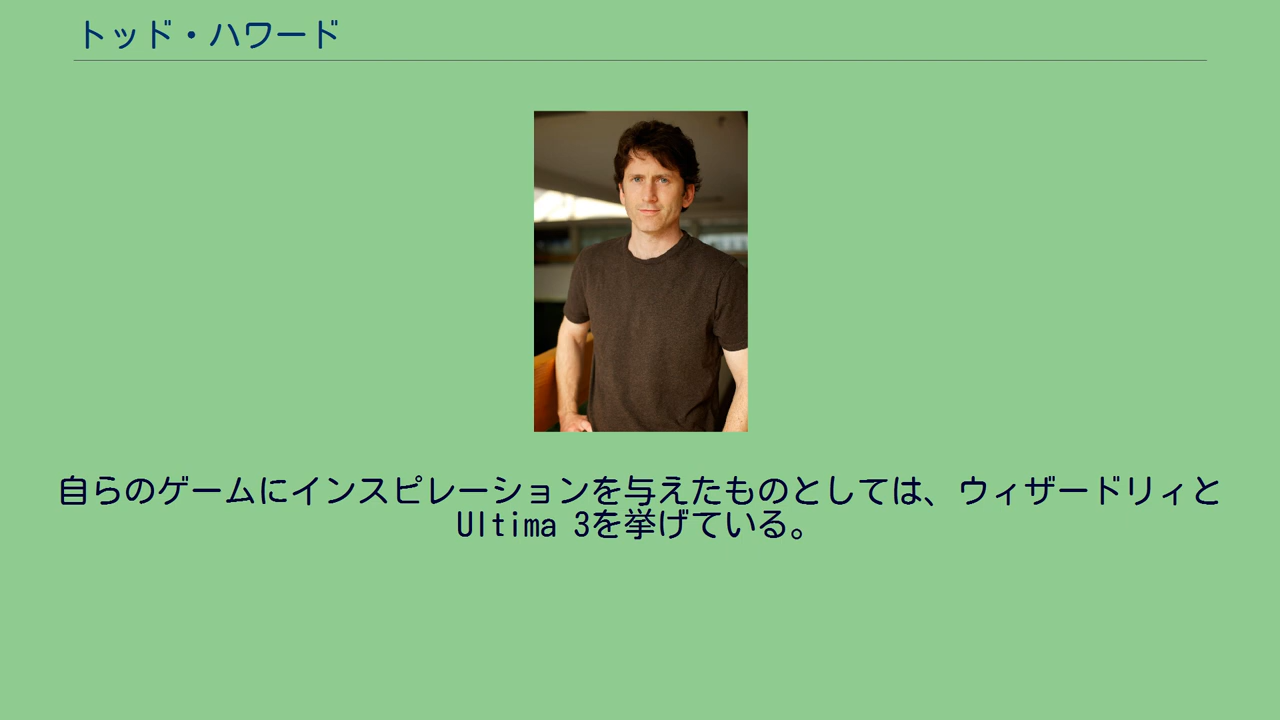 トッド・ハワード
自らのゲームにインスピレーションを与えたものとしては、ウィザードリィと
Ultima 3を挙げている。